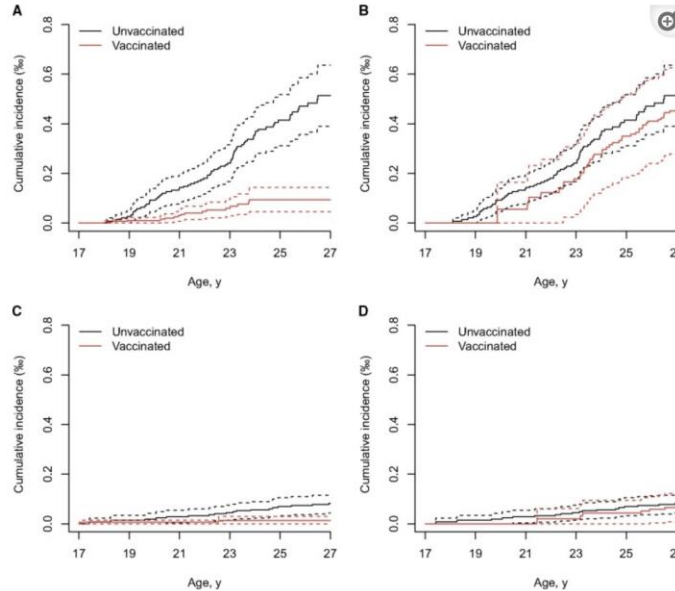 A
Unvaccinated
Vaccinated
Cumulative incidence (‰)
0.8
0.6
0.4
0.2
0.0
17 19 21 23 25 27
Age, y
B
Unvaccinated
Vaccinated
Cumulative incidence (‰)
0.8
0.6
0.4
0.2
0.0
17 19 21 23 25 2
Age, y
C
Unvaccinated
Vaccinated
Cumulative incidence (‰)
0.8
0.6
0.4
0.2
0.0
17 19 21 23 25 27
Age, y
D
Unvaccinated
Vaccinated
Cumulative incidence (‰)
0.8
0.6
0.4
0.2
0.0
17 19 21 23 25 2
Age, y